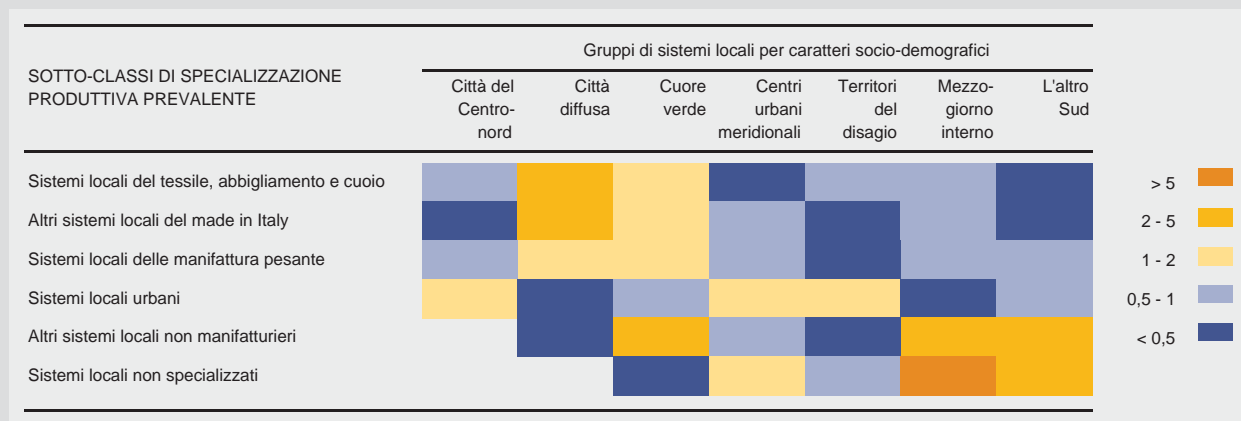 Gruppi di sistemi locali per caratteri socio-demografici
SOTTO-CLASSI DI SPECIALIZZAZIONE
PRODUTTIVA PREVALENTE
Città del
Centro-
nord
Città
diffusa
Cuore
verde
Centri
urbani
meridionali
Territori
del
disagio
Mezzo-
giorno
interno
L'altro
Sud
Sistemi locali del tessile, abbigliamento e cuoio
Altri sistemi locali del made in Italy
Sistemi locali delle manifattura pesante
Sistemi locali urbani
Altri sistemi locali non manifatturieri
Sistemi locali non specializzati
> 5
2 - 5
1 - 2
0,5 - 1
< 0,5